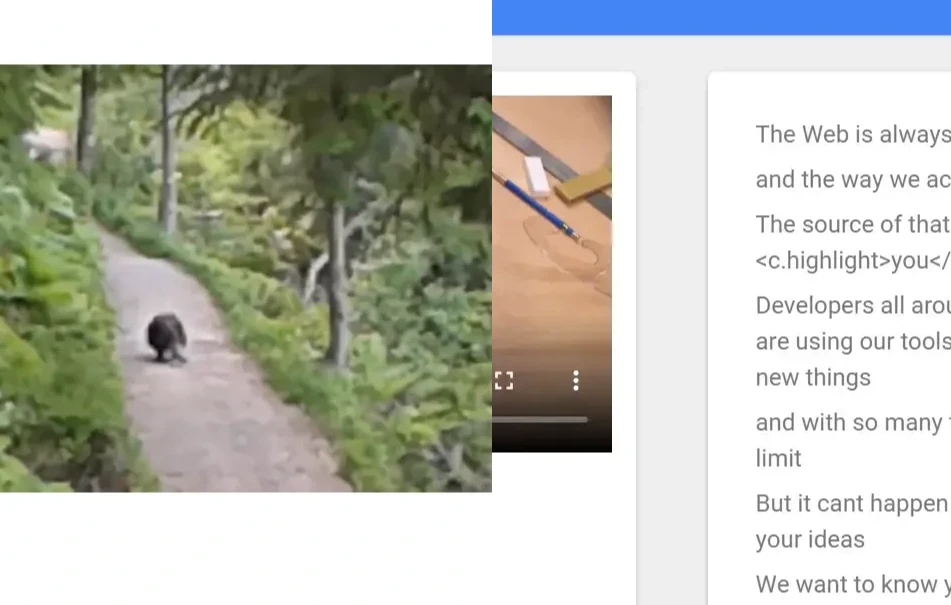 The Web is always
and the way we ac
The source of that
<c.highlight>you</
Developers all arou
are using our tools
new things
and with so many
limit
But it cant happen
your ideas
We want to know y